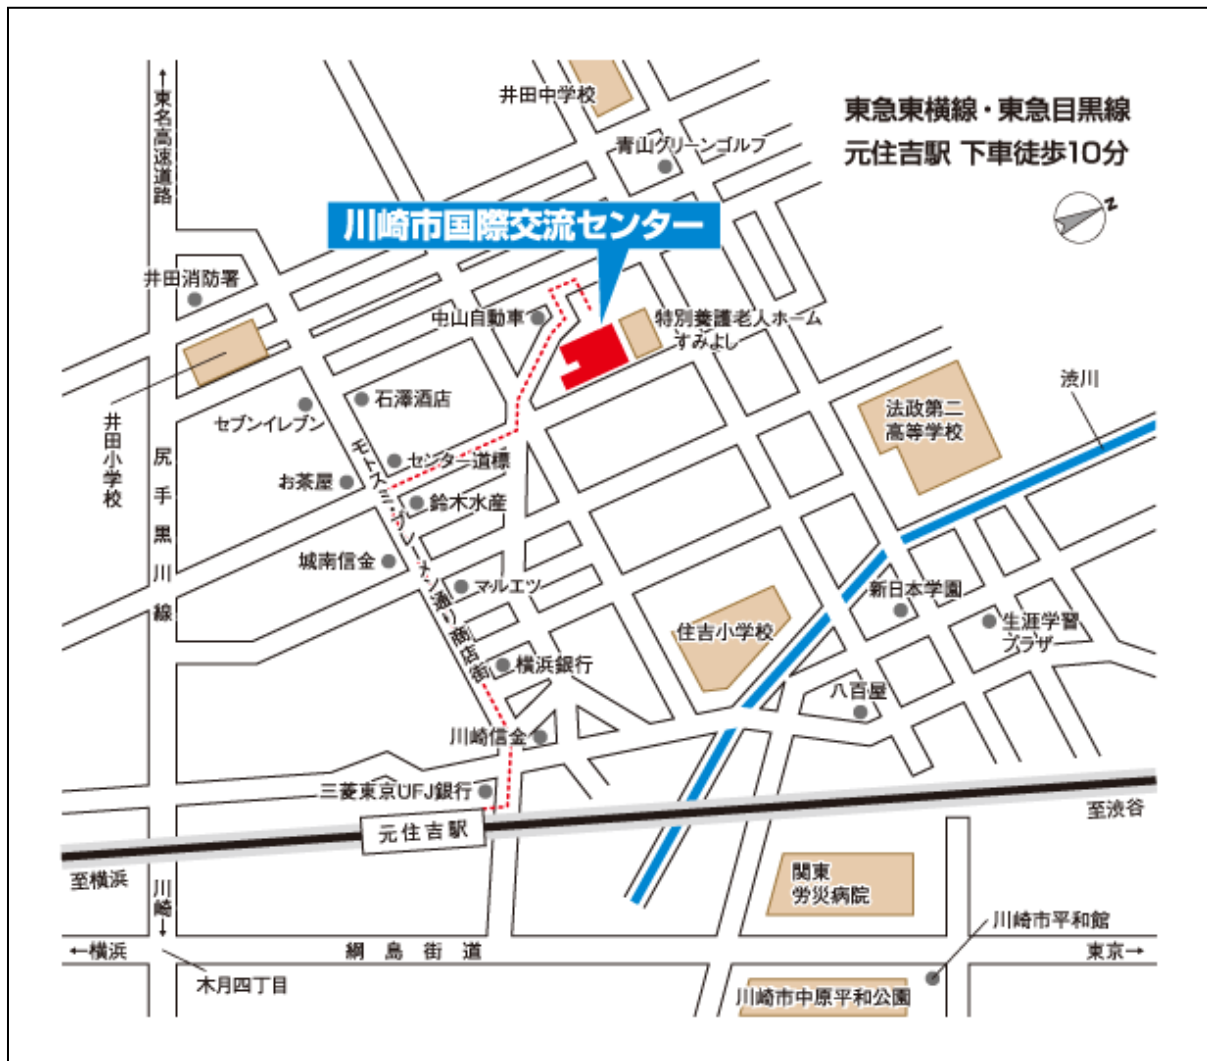 井田中学校
東急東横線・東急目黒線
元住吉駅 下車徒歩10分
青山グリーンゴルフ
↑東名高速道路
Z
川崎市国際交流センター
井田消防署
中山自動車
特別養護老人ホーム
すみよし
渋川
石澤酒店
セブンイレブン
法政第二
高等学校
井田小学校
尻手黒川線
モトスミ・ブレーメン通り商店街
センター道標
お茶屋
鈴木水産
城南信金
マルエツ
新日本学園
住吉小学校
生涯学習
プラザ
横浜銀行
八百屋
川崎信金
三菱東京UFJ銀行
元住吉駅
至渋谷
至横浜
川崎↓
関東
労災病院
川崎市平和館
←横浜
綱島街道
東京→
木月四丁目
川崎市中原平和公園